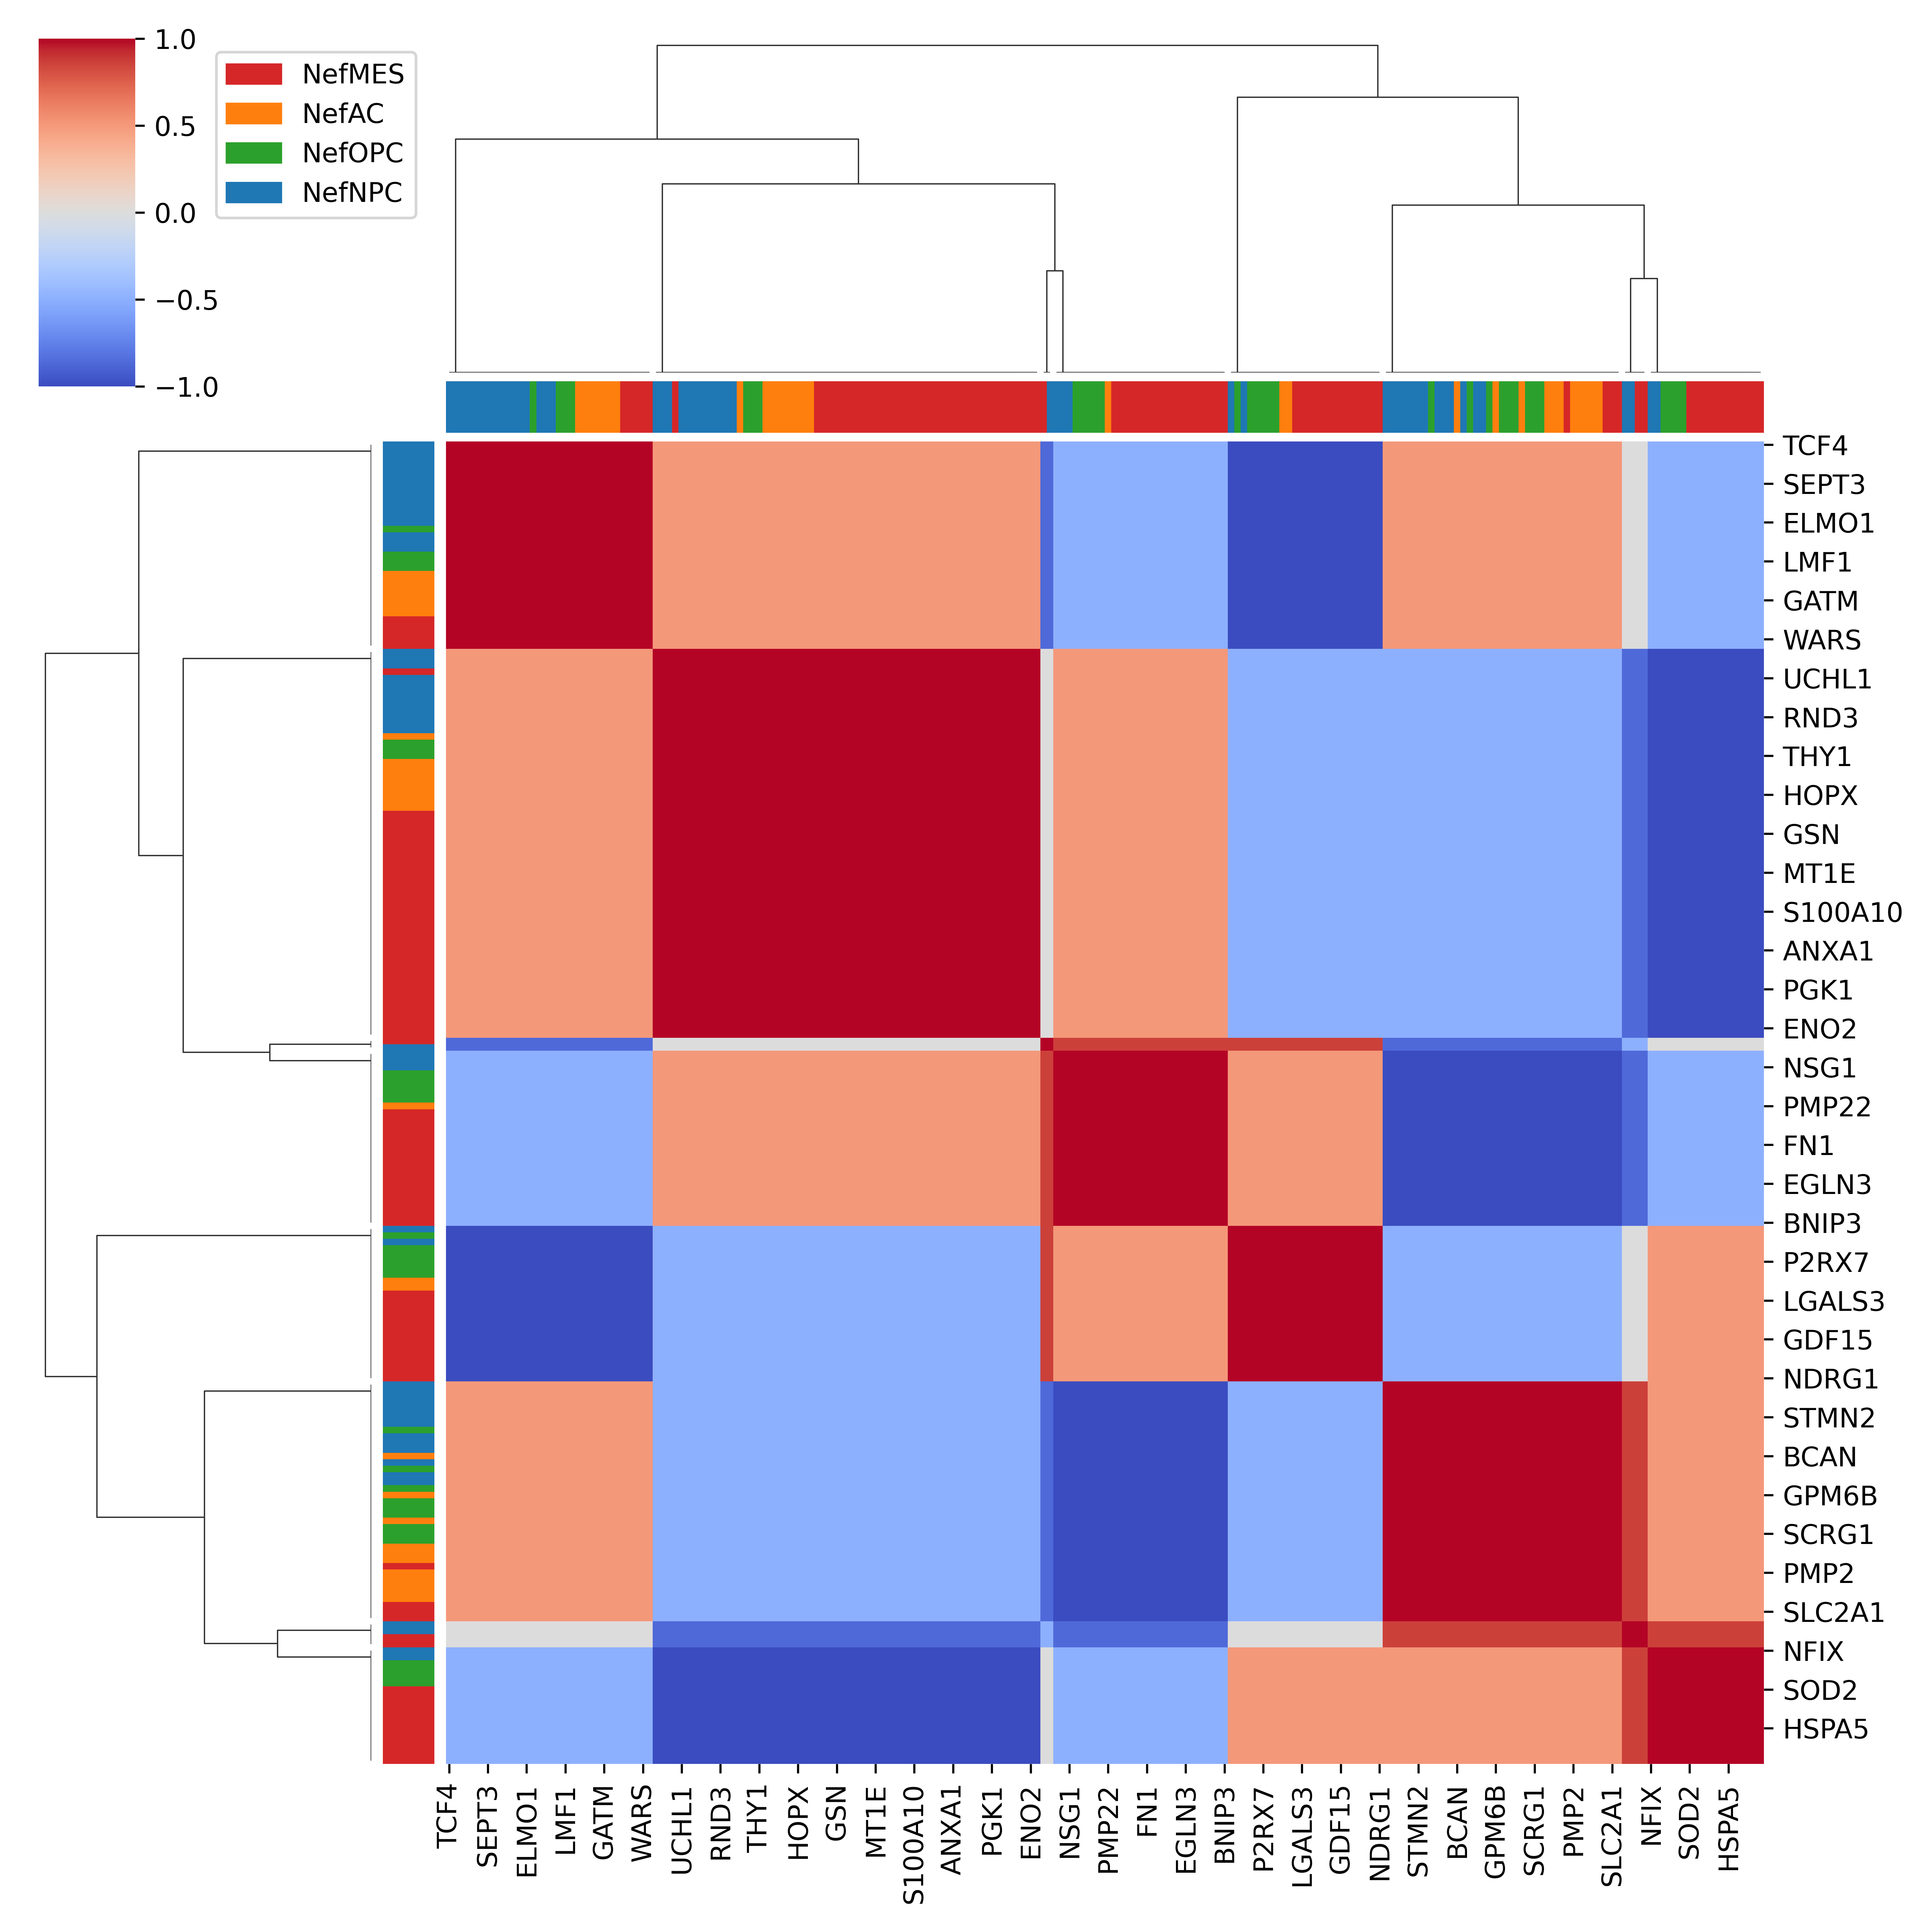 1.0
0.5
0.0
−0.5
−1.0
NefMES
NefAC
NefOPC
NefNPC
TCF4
SEPT3
ELMO1
LMF1
GATM
WARS
UCHL1
RND3
THY1
HOPX
GSN
MT1E
S100A10
ANXA1
PGK1
ENO2
NSG1
PMP22
FN1
EGLN3
BNIP3
P2RX7
LGALS3
GDF15
NDRG1
STMN2
BCAN
GPM6B
SCRG1
PMP2
SLC2A1
NFIX
SOD2
HSPA5
TCF4
SEPT3
ELMO1
LMF1
GATM
WARS
UCHL1
RND3
THY1
HOPX
GSN
MT1E
S100A10
ANXA1
PGK1
ENO2
NSG1
PMP22
FN1
EGLN3
BNIP3
P2RX7
LGALS3
GDF15
NDRG1
STMN2
BCAN
GPM6B
SCRG1
PMP2
SLC2A1
NFIX
SOD2
HSPA5